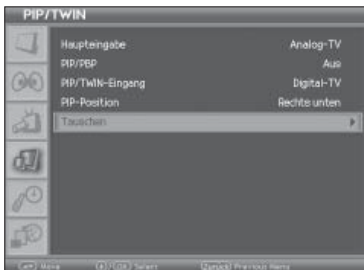 PIP/TWIN
Haupteingabe Analog-TV
PIP/PBP Aus
PIP/TWIN-Eingang Digital-TV
PIP-Position Rechte unten
Tauschen
Move Select Zurück Previous Menu